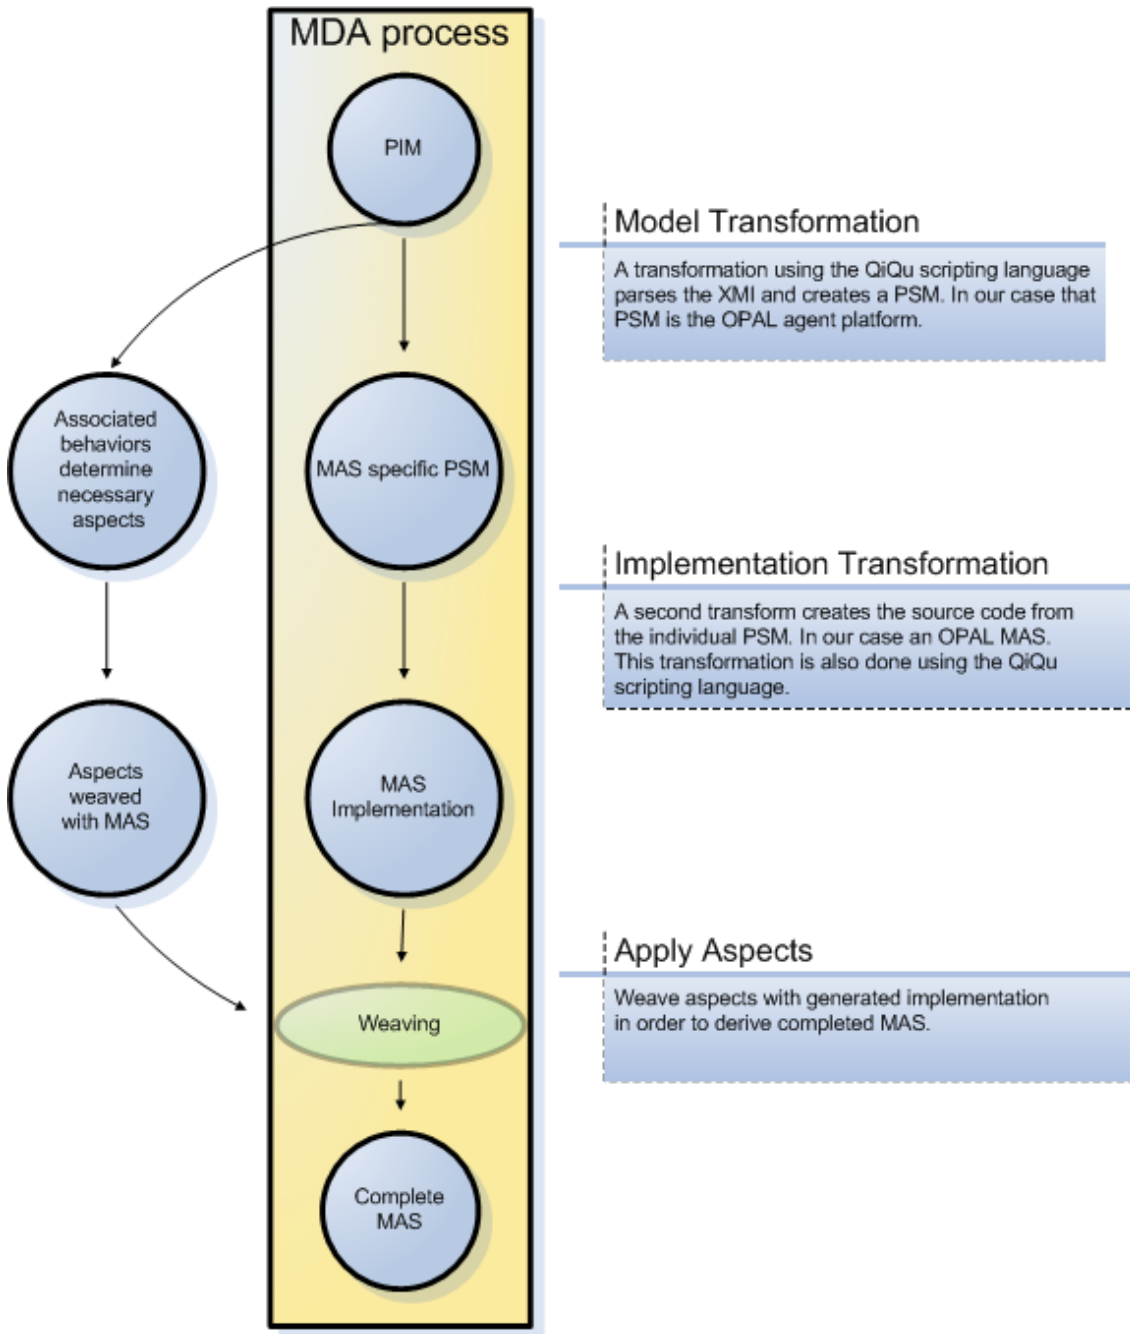 MDA process
PIM
Model Transformation
A transformation using the QiQu scripting language
parses the XMI and creates a PSM. In our case that
PSM is the OPAL agent platform.
Associated
behaviors
determine
necessary
aspects
MAS specific PSM
Implementation Transformation
A second transform creates the source code from
the individual PSM. In our case an OPAL MAS.
This transformation is also done using the QiQu
scripting language.
Aspects
weaved
with MAS
MAS
Implementation
Apply Aspects
Weave aspects with generated implementation
in order to derive completed MAS.
Weaving
Complete
MAS